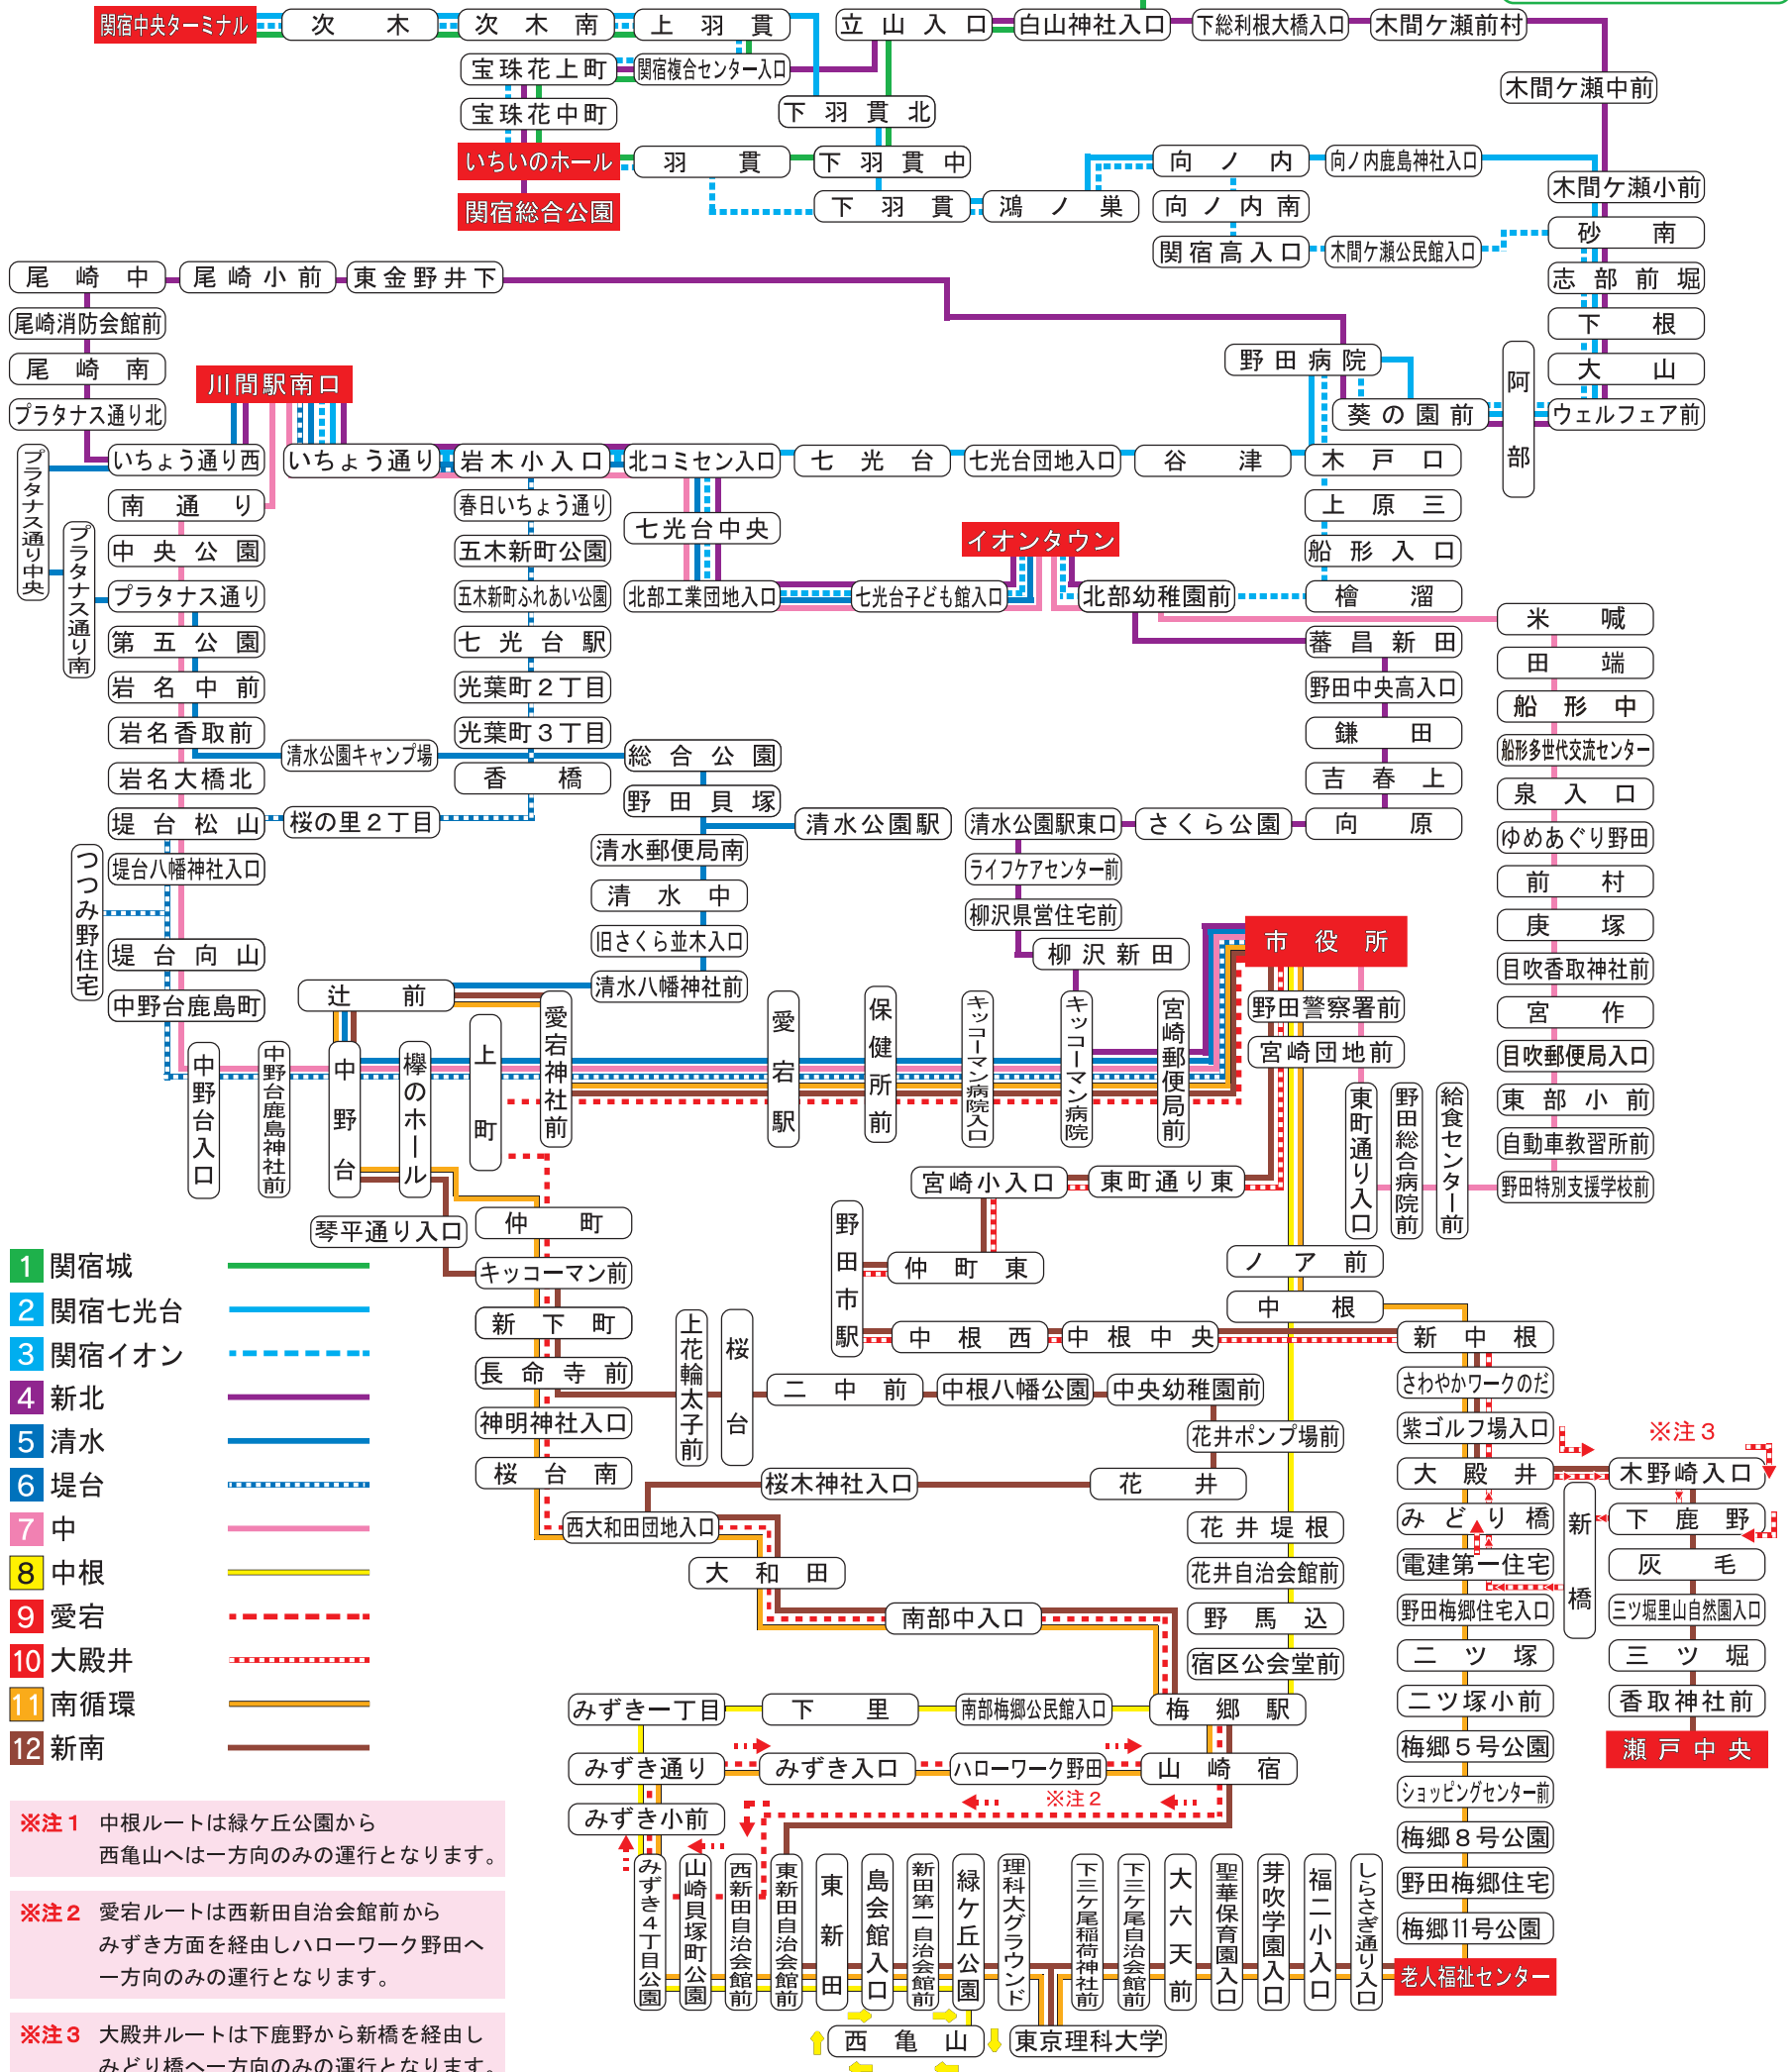 関宿中央ターミナル
次木
次木南
上羽貫
立山入口
白山神社入口
下総利根大橋入口
木間ケ瀬前村
宝珠花上町
関宿複合センター入口
木間ケ瀬中前
宝珠花中町
下羽貫北
いちいのホール
羽貫
下羽貫中
向ノ内
向ノ内鹿島神社入口
木間ケ瀬小前
関宿総合公園
下羽貫
鴻ノ巣
向ノ内南
砂南
関宿高入口
木間ケ瀬公民館入口
尾崎中
尾崎小前
東金野井下
志部前堀
尾崎消防会館前
下根
尾崎南
野田病院
阿部
大山
川間駅南口
プラタナス通り北
葵の園前
ウェルフェア前
プラタナス通り中央
いちょう通り西
いちょう通り
岩木小入口
北コミセン入口
七光台
七光台団地入口
谷津
木戸口
南通り
春日いちょう通り
七光台中央
上原三
プラタナス通り南
中央公園
五木新町公園
イオンタウン
船形入口
プラタナス通り
五木新町ふれあい公園
北部工業団地入口
七光台子ども館入口
北部幼稚園前
檜溜
米喊
第五公園
七光台駅
蕃昌新田
田端
岩名中前
光葉町2丁目
野田中央高入口
船形中
岩名香取前
清水公園キャンプ場
光葉町3丁目
総合公園
鎌田
船形多世代交流センター
岩名大橋北
香橋
野田貝塚
吉春上
泉入口
堤台松山
桜の里2丁目
清水公園駅
清水公園駅東口
さくら公園
向原
ゆめあぐり野田
つつみ野住宅
堤台八幡神社入口
清水郵便局南
ライフケアセンター前
前村
清水中
柳沢県営住宅前
庚塚
堤台向山
旧さくら並木入口
柳沢新田
市役所
目吹香取神社前
中野台鹿島町
辻前
清水八幡神社前
野田警察署前
宮作
宮崎団地前
目吹郵便局入口
中野台入口
中野台鹿島神社前
中野台
欅のホール
上町
愛宕神社前
愛宕駅
保健所前
キッコーマン病院入口
キッコーマン病院
宮崎郵便局前
東町通り入口
野田総合病院前
給食センター前
東部小前
自動車教習所前
野田特別支援学校前
宮崎小入口
東町通り東
琴平通り入口
仲町
野田市駅
仲町東
ノア前
キッコーマン前
中根
新下町
上花輪太子前
桜台
中根西
中根中央
新中根
長命寺前
二中前
中根八幡公園
中央幼稚園前
さわやかワークのだ
神明神社入口
花井ポンプ場前
紫ゴルフ場入口
※注3
桜台南
桜木神社入口
花井
大殿井
木野崎入口
西大和田団地入口
花井堤根
みどり橋
新橋
下鹿野
大和田
花井自治会館前
電建第一住宅
灰毛
南部中入口
野馬込
野田梅郷住宅入口
三ツ堀里山自然園入口
宿区公会堂前
二ツ塚
三ツ堀
みずき一丁目
下里
南部梅郷公民館入口
梅郷駅
二ツ塚小前
香取神社前
みずき通り
みずき入口
ハローワーク野田
山崎宿
梅郷5号公園
瀬戸中央
みずき小前
※注2
ショッピングセンター前
梅郷8号公園
みずき4丁目公園
山崎貝塚町公園
西新田自治会館前
東新田自治会館前
東新田
島会館入口
新田第一自治会館前
緑ケ丘公園
理科大グラウンド
下三ケ尾稲荷神社前
下三ケ尾自治会館前
大六天前
聖華保育園入口
芽吹学園入口
福二小入口
しらさぎ通り入口
野田梅郷住宅
梅郷11号公園
老人福祉センター
西亀山
東京理科大学
1 関宿城
2 関宿七光台
3 関宿イオン
4 新北
5 清水
6 堤台
7 中
8 中根
9 愛宕
10 大殿井
11 南循環
12 新南
※注1 中根ルートは緑ケ丘公園から
西亀山へは一方向のみの運行となります。
※注2 愛宕ルートは西新田自治会館前から
みずき方面を経由しハローワーク野田へ
一方向のみの運行となります。
※注3 大殿井ルートは下鹿野から新橋を経由し
みどり橋へ一方向のみの運行となります。